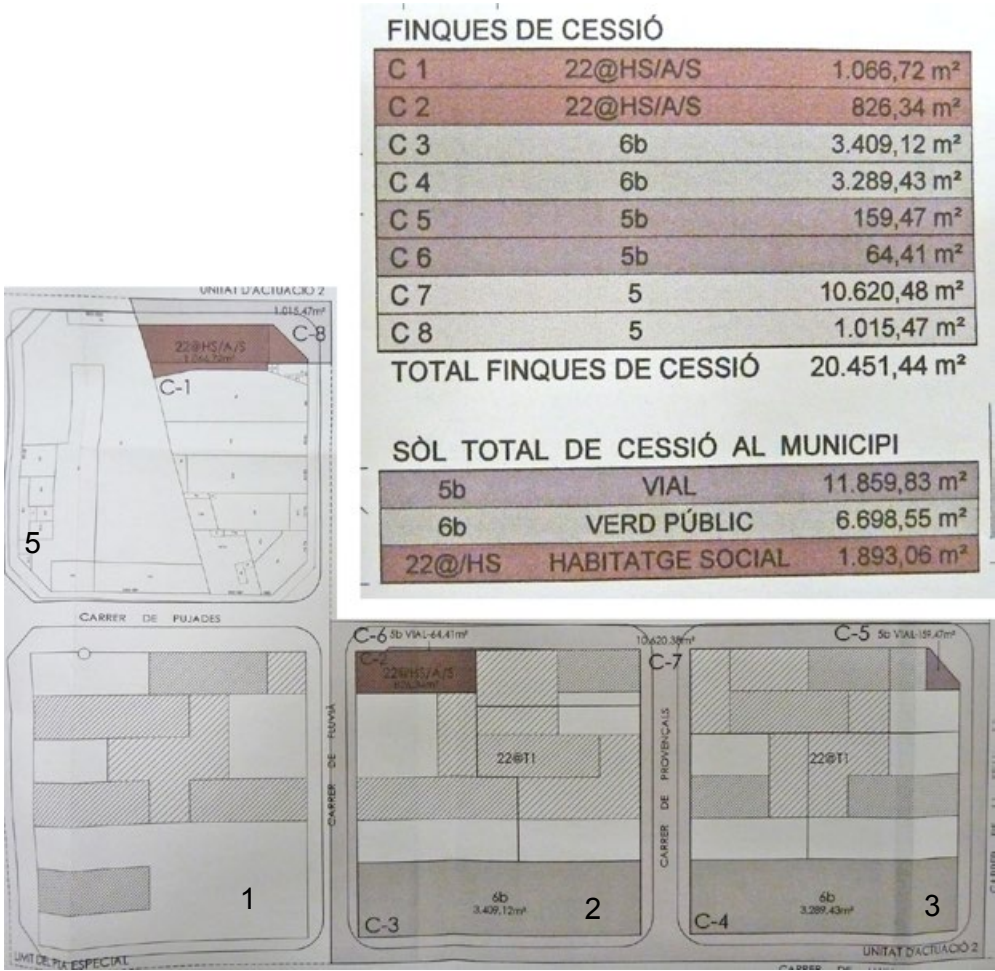 FINQUES DE CESSIÓ
C 1 22@HS/A/S 1.066,72 m²
C 2 22@HS/A/S 826,34 m²
C 3 6b 3.409,12 m²
C 4 6b 3.289,43 m²
C 5 5b 159,47 m²
C 6 5b 64,41 m²
C 7 5 10.620,48 m²
C 8 5 1.015,47 m²
TOTAL FINQUES DE CESSIÓ 20.451,44 m²
SÒL TOTAL DE CESSIÓ AL MUNICIPI
5b VIAL 11.859,83 m²
6b VERD PÚBLIC 6.698,55 m²
22@/HS HABITATGE SOCIAL 1.893,06 m²
UNITAT D'ACTUACIÓ 2
1.015,47m²
C-8
22@HS/A/S
1.066,72m²
C-1
5
CARRER DE PUJADES
C-6 5b VIAL-64,41m²
10.620,38m²
C-5 5b VIAL-159,47m²
C-2
22@HS/A/S
826,34m²
C-7
CARRER DE FLUVIÀ
22@T1
CARRER DE PROVENÇALS
22@T1
1
6b
3.409,12m²
2
C-3
6b
3.289,43m²
3
C-4
UNITAT D'ACTUACIÓ 2
LIMIT DEL PLA ESPECIAL